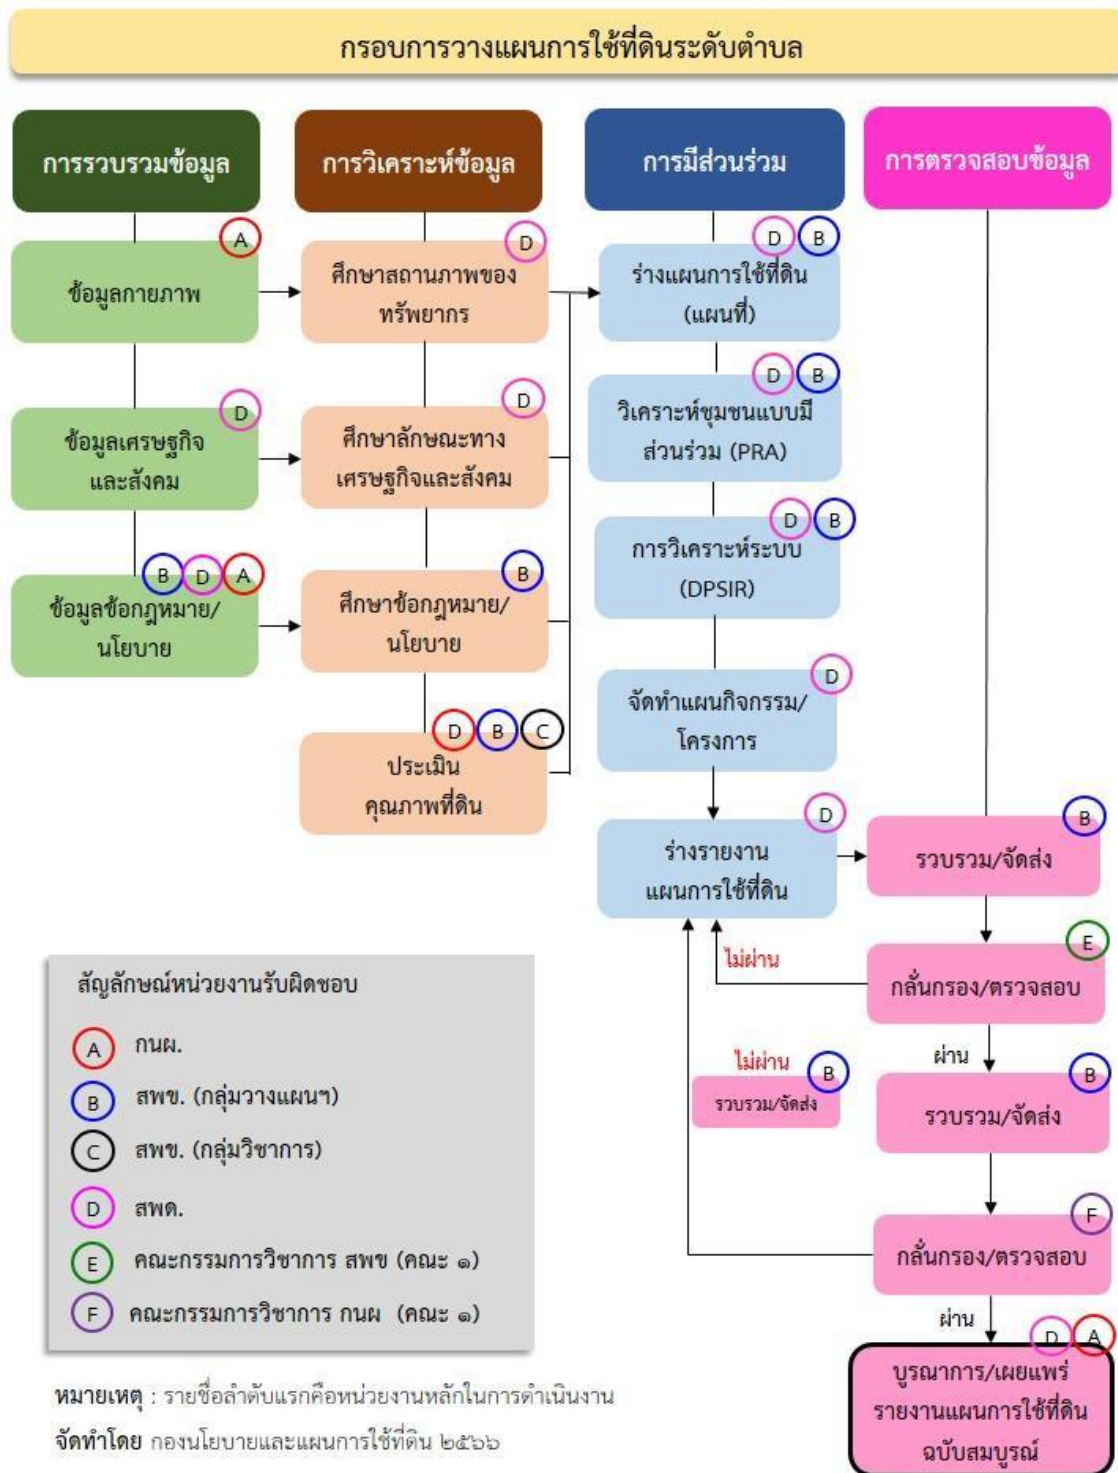 กรอบการวางแผนการใช้ที่ดินระดับตำบล
การรวบรวมข้อมูล
การวิเคราะห์ข้อมูล
การมีส่วนร่วม
การตรวจสอบข้อมูล
A
ข้อมูลกายภาพ
D
ศึกษาสถานภาพของ
ทรัพยากร
D B
ร่างแผนการใช้ที่ดิน
(แผนที่)
D
ข้อมูลเศรษฐกิจ
และสังคม
D
ศึกษาลักษณะทาง
เศรษฐกิจและสังคม
D B
วิเคราะห์ชุมชนแบบมี
ส่วนร่วม (PRA)
D B
การวิเคราะห์ระบบ
(DPSIR)
B D A
ข้อมูลข้อกฎหมาย/
นโยบาย
B
ศึกษาข้อกฎหมาย/
นโยบาย
D
จัดทำแผนกิจกรรม/
โครงการ
D B C
ประเมิน
คุณภาพที่ดิน
D
ร่างรายงาน
แผนการใช้ที่ดิน
B
รวบรวม/จัดส่ง
E
กลั่นกรอง/ตรวจสอบ
ไม่ผ่าน
ผ่าน
B
รวบรวม/จัดส่ง
ไม่ผ่าน
B
รวบรวม/จัดส่ง
F
กลั่นกรอง/ตรวจสอบ
ผ่าน
D A
บูรณาการ/เผยแพร่
รายงานแผนการใช้ที่ดิน
ฉบับสมบูรณ์
สัญลักษณ์หน่วยงานรับผิดชอบ
A กนผ.
B สพข. (กลุ่มวางแผนฯ)
C สพข. (กลุ่มวิชาการ)
D สพด.
E คณะกรรมการวิชาการ สพข (คณะ ๑)
F คณะกรรมการวิชาการ กนผ (คณะ ๑)
หมายเหตุ : รายชื่อลำดับแรกคือหน่วยงานหลักในการดำเนินงาน
จัดทำโดย กองนโยบายและแผนการใช้ที่ดิน ๒๕๖๖